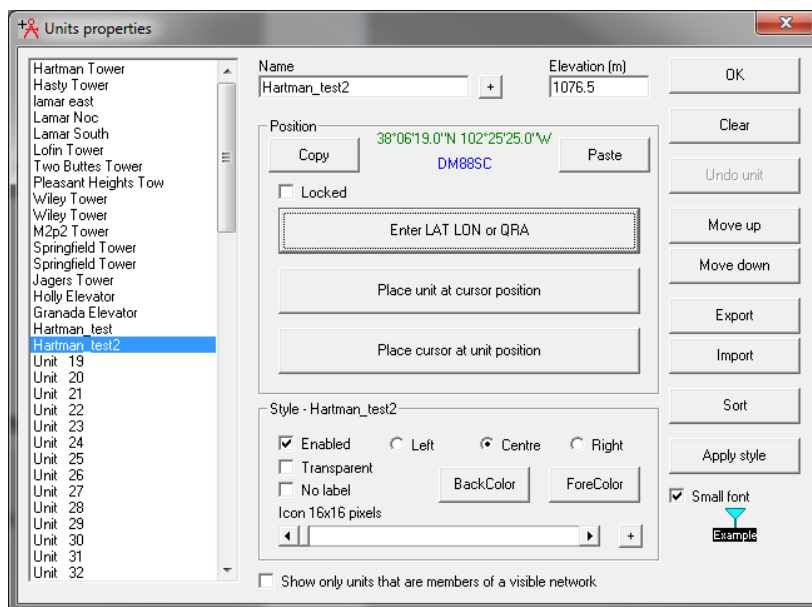 Units properties
Hartman Tower
Hasty Tower
lamar east
Lamar Noc
Lamar South
Lofin Tower
Two Buttes Tower
Pleasant Heights Tow
Wiley Tower
Wiley Tower
M2p2 Tower
Springfield Tower
Springfield Tower
Jagers Tower
Holly Elevator
Granada Elevator
Hartman_test
Hartman_test2
Unit 19
Unit 20
Unit 21
Unit 22
Unit 23
Unit 24
Unit 25
Unit 26
Unit 27
Unit 28
Unit 29
Unit 30
Unit 31
Unit 32
Name
Hartman_test2
+
Elevation (m)
1076.5
Position
Copy
38°06'19.0"N 102°25'25.0"W
DM88SC
Paste
Locked
Enter LAT LON or QRA
Place unit at cursor position
Place cursor at unit position
Style - Hartman_test2
Enabled
Left
Centre
Right
Transparent
No label
BackColor
ForeColor
Icon 16x16 pixels
+
Show only units that are members of a visible network
OK
Clear
Undo unit
Move up
Move down
Export
Import
Sort
Apply style
Small font
Example